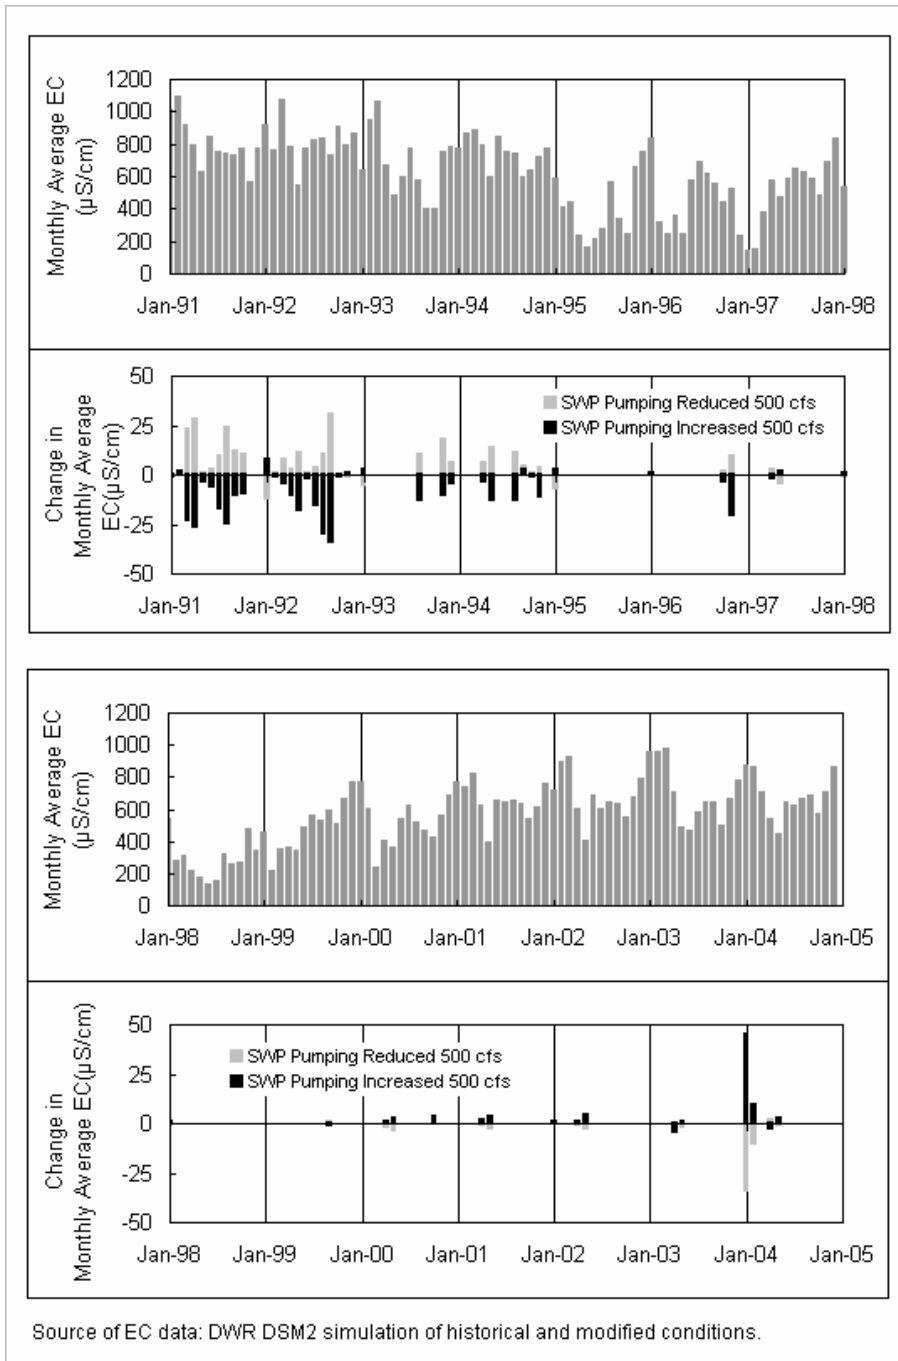 Monthly Average EC
(µS/cm)
1200
1000
800
600
400
200
0
Jan-91 Jan-92 Jan-93 Jan-94 Jan-95 Jan-96 Jan-97 Jan-98
Change in
Monthly Average
EC(µS/cm)
50
25
0
-25
-50
SWP Pumping Reduced 500 cfs
SWP Pumping Increased 500 cfs
Jan-91 Jan-92 Jan-93 Jan-94 Jan-95 Jan-96 Jan-97 Jan-98
Monthly Average EC
(µS/cm)
1200
1000
800
600
400
200
0
Jan-98 Jan-99 Jan-00 Jan-01 Jan-02 Jan-03 Jan-04 Jan-05
Change in
Monthly Average EC(µS/cm)
50
25
0
-25
-50
SWP Pumping Reduced 500 cfs
SWP Pumping Increased 500 cfs
Jan-98 Jan-99 Jan-00 Jan-01 Jan-02 Jan-03 Jan-04 Jan-05
Source of EC data: DWR DSM2 simulation of historical and modified conditions.